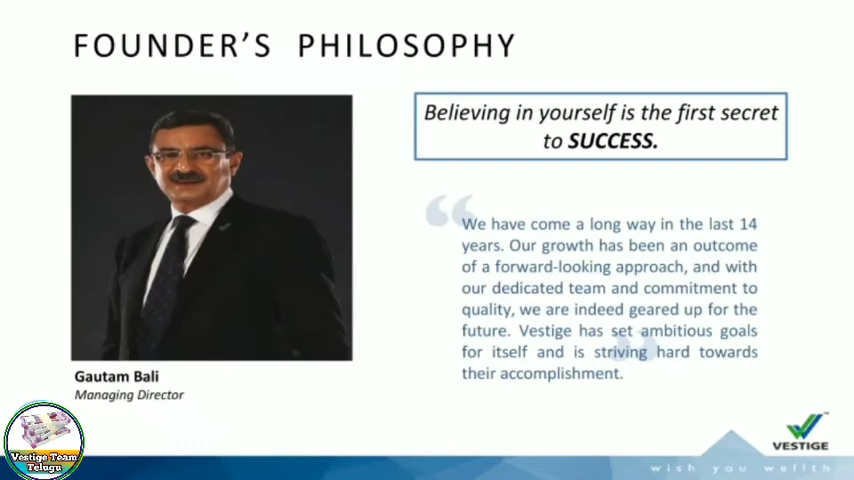 FOUNDER'S PHILOSOPHY
Believing in yourself is the first secret
to SUCCESS.
We have come a long way in the last 14
years. Our growth has been an outcome
of a forward-looking approach, and with
our dedicated team and commitment to
quality, we are indeed geared up for the
future. Vestige has set ambitious goals
for itself and is striving hard towards
their accomplishment.
Gautam Bali
Managing Director
Vestige Team
Telugu
VESTIGE
wish you wellth